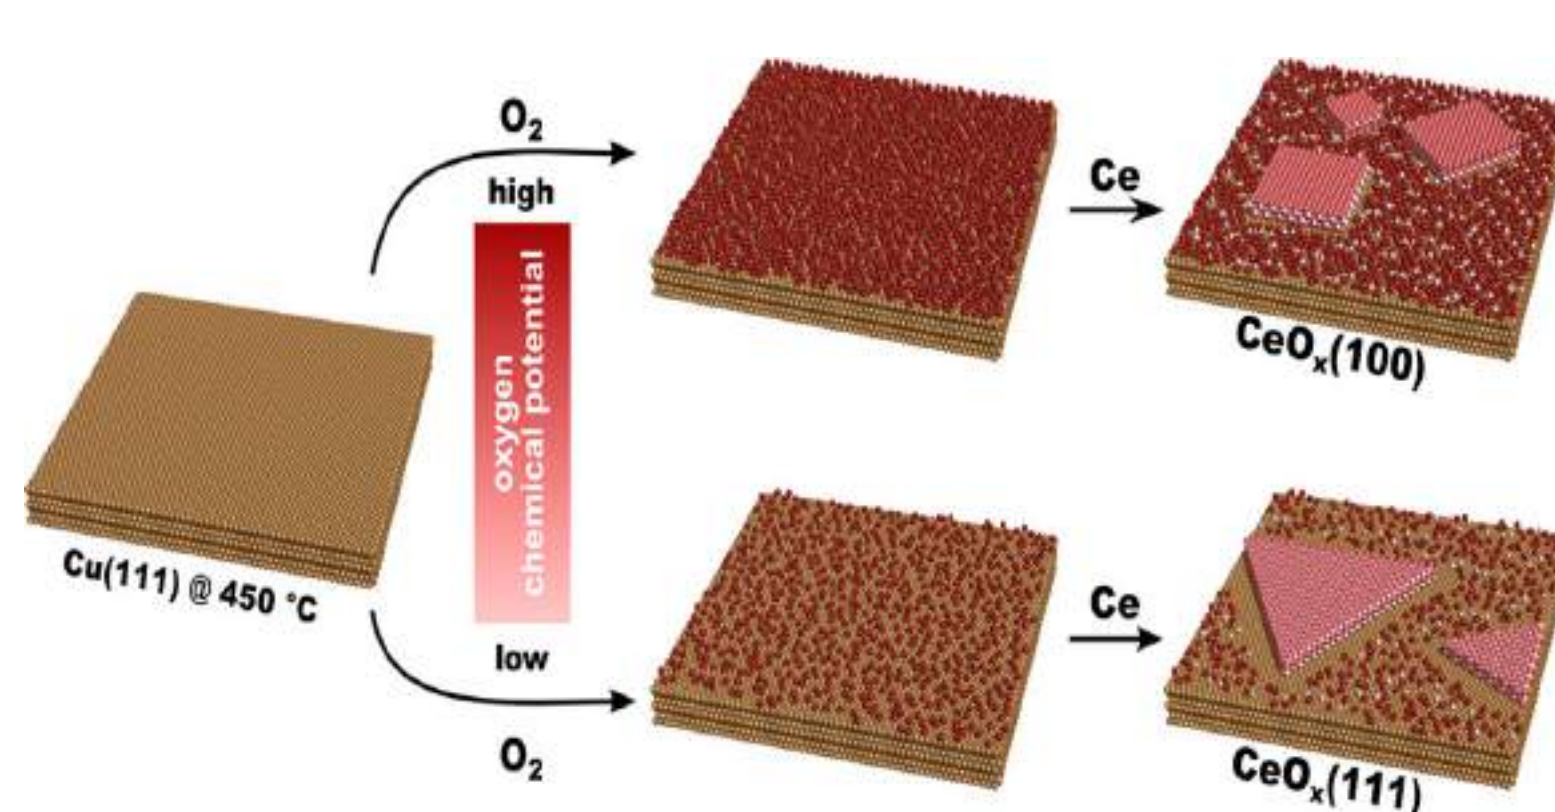 O₂
high
oxygen
chemical potential
low
O₂
Cu(111) @ 450 °C
Ce
CeOₓ(100)
Ce
CeOₓ(111)